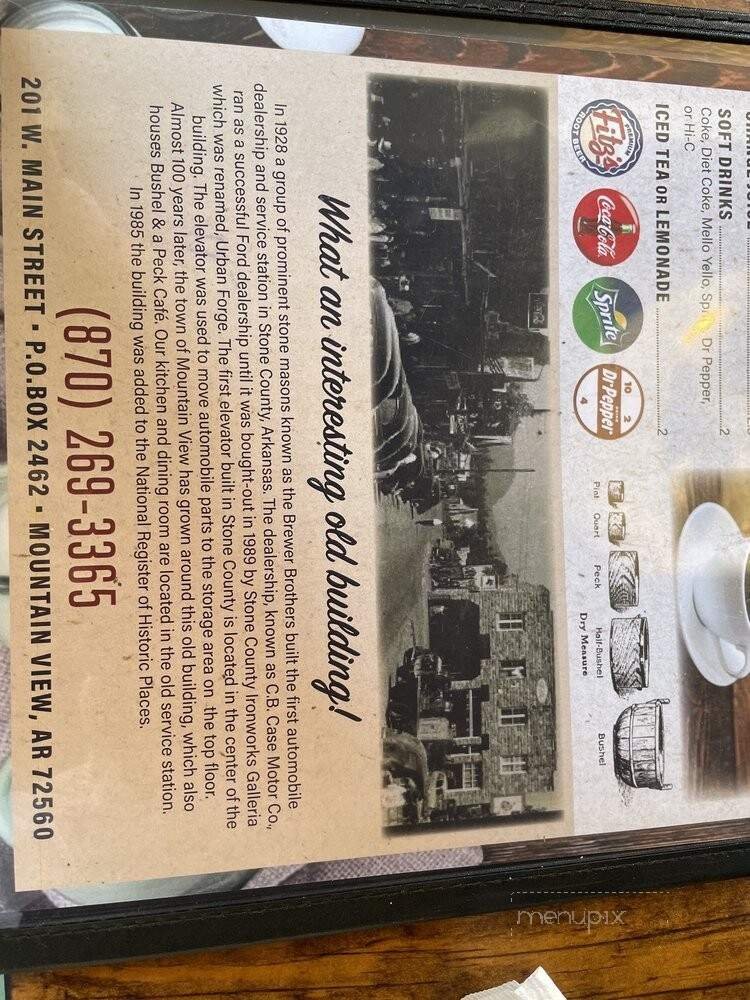 SOFT DRINKS 2
Coke, Diet Coke, Mello Yello, Dr Pepper,
or Hi-C
ICED TEA OR LEMONADE 2
PREMIUM
Fitz's
ROOT BEER
Coca-Cola
Sprite
10 2 4
Dr Pepper
Pint Quart Peck Half-Bushel Bushel
Dry Measure
What an interesting old building!
In 1928 a group of prominent stone masons known as the Brewer Brothers built the first automobile
dealership and service station in Stone County, Arkansas. The dealership, known as C.B. Case Motor Co.,
ran as a successful Ford dealership until it was bought-out in 1989 by Stone County Ironworks Galleria
which was renamed, Urban Forge. The first elevator built in Stone County is located in the center of the
building. The elevator was used to move automobile parts to the storage area on the top floor.
Almost 100 years later, the town of Mountain View has grown around this old building, which also
houses Bushel & a Peck Café. Our kitchen and dining room are located in the old service station.
In 1985 the building was added to the National Register of Historic Places.
(870) 269-3365
201 W. MAIN STREET • P.O.BOX 2462 • MOUNTAIN VIEW, AR 72560
menupix